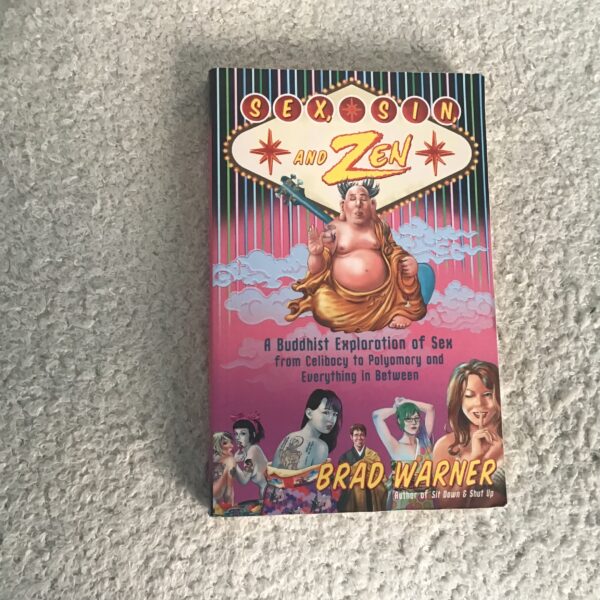 SEX, SIN,
AND ZEN
A Buddhist Exploration of Sex
from Celibacy to Polyamory and
Everything in Between
BRAD WARNER
Author of Sit Down & Shut Up